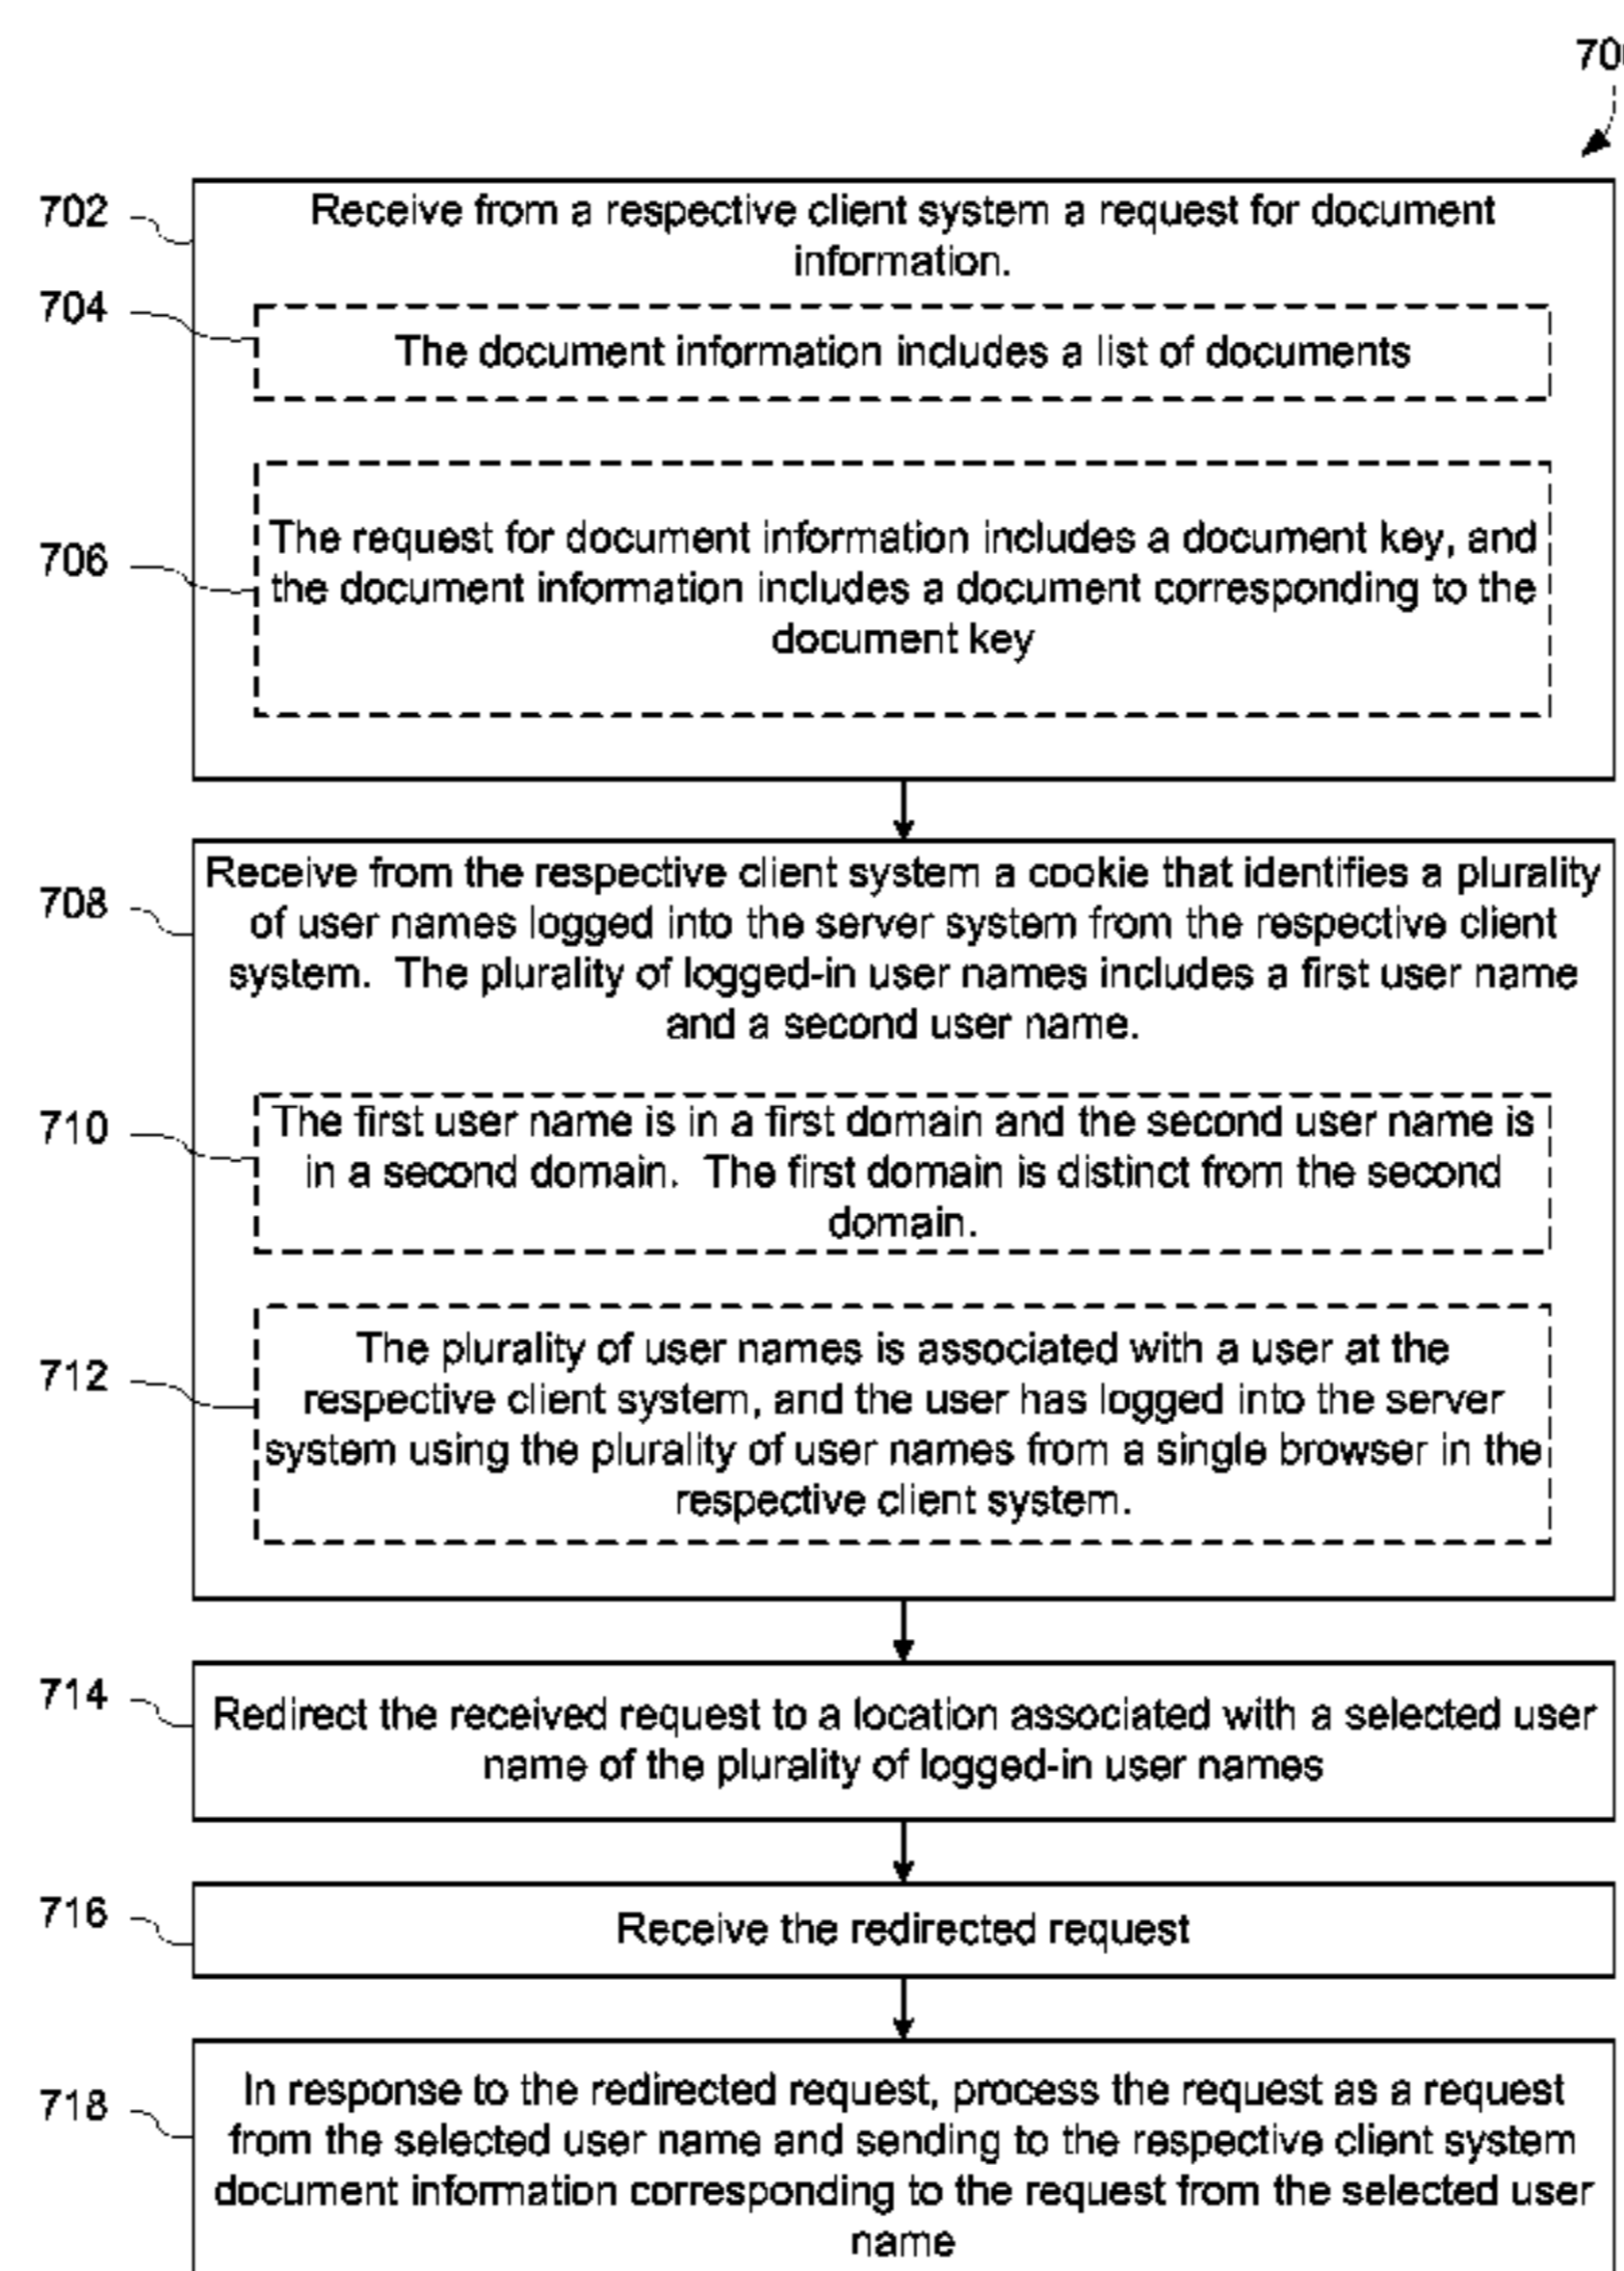 70
702
Receive from a respective client system a request for document
information.
704
The document information includes a list of documents
706
The request for document information includes a document key, and
the document information includes a document corresponding to the
document key
708
Receive from the respective client system a cookie that identifies a plurality
of user names logged into the server system from the respective client
system. The plurality of logged-in user names includes a first user name
and a second user name.
710
The first user name is in a first domain and the second user name is
in a second domain. The first domain is distinct from the second
domain.
712
The plurality of user names is associated with a user at the
respective client system, and the user has logged into the server
system using the plurality of user names from a single browser in the
respective client system.
714
Redirect the received request to a location associated with a selected user
name of the plurality of logged-in user names
716
Receive the redirected request
718
In response to the redirected request, process the request as a request
from the selected user name and sending to the respective client system
document information corresponding to the request from the selected user
name